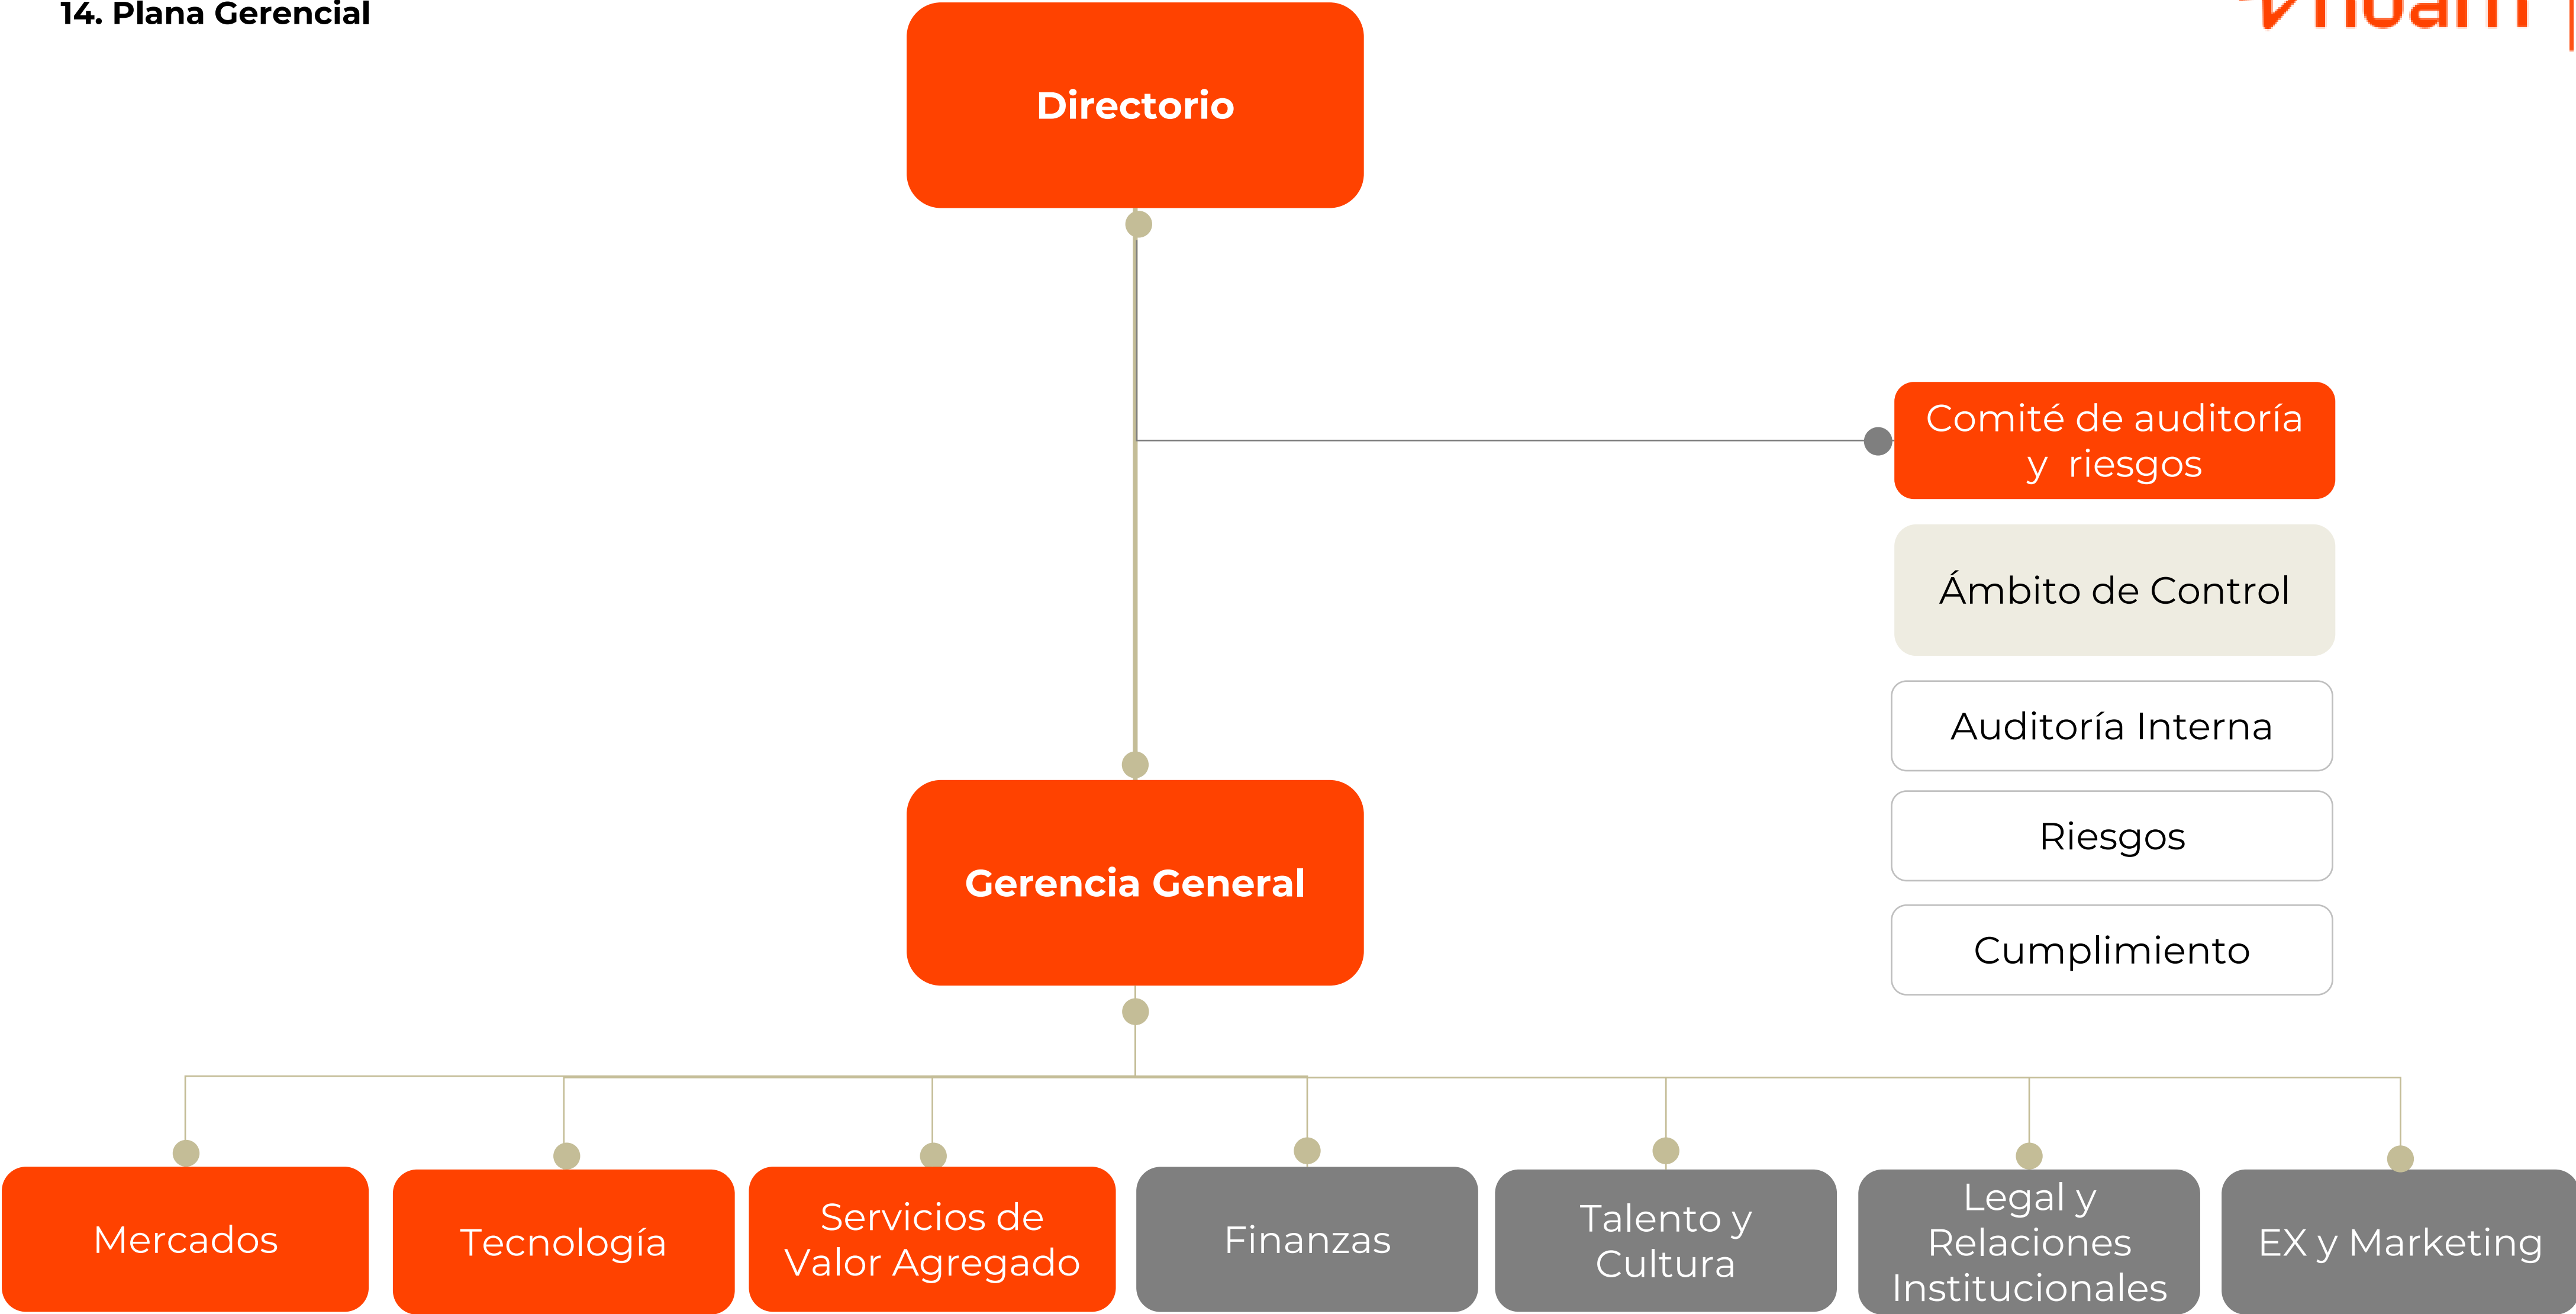 14. Plana Gerencial
nuam
Directorio
Comité de auditoría
y riesgos
Ámbito de Control
Auditoría Interna
Riesgos
Cumplimiento
Gerencia General
Mercados
Tecnología
Servicios de
Valor Agregado
Finanzas
Talento y
Cultura
Legal y
Relaciones
Institucionales
EX y Marketing